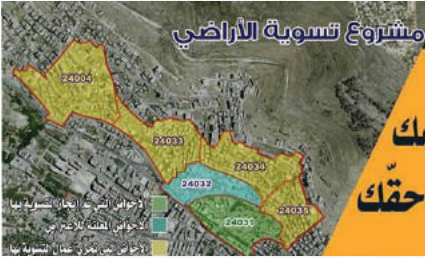 مشروع تسوية الأراضي
حقّك
24004
24033
24034
24032
24035
24031
الأحواض التي تم إنجاز التسوية بها
الأحواض المعلنة للاعتراض
الأحواض التي تجري أعمال التسوية بها